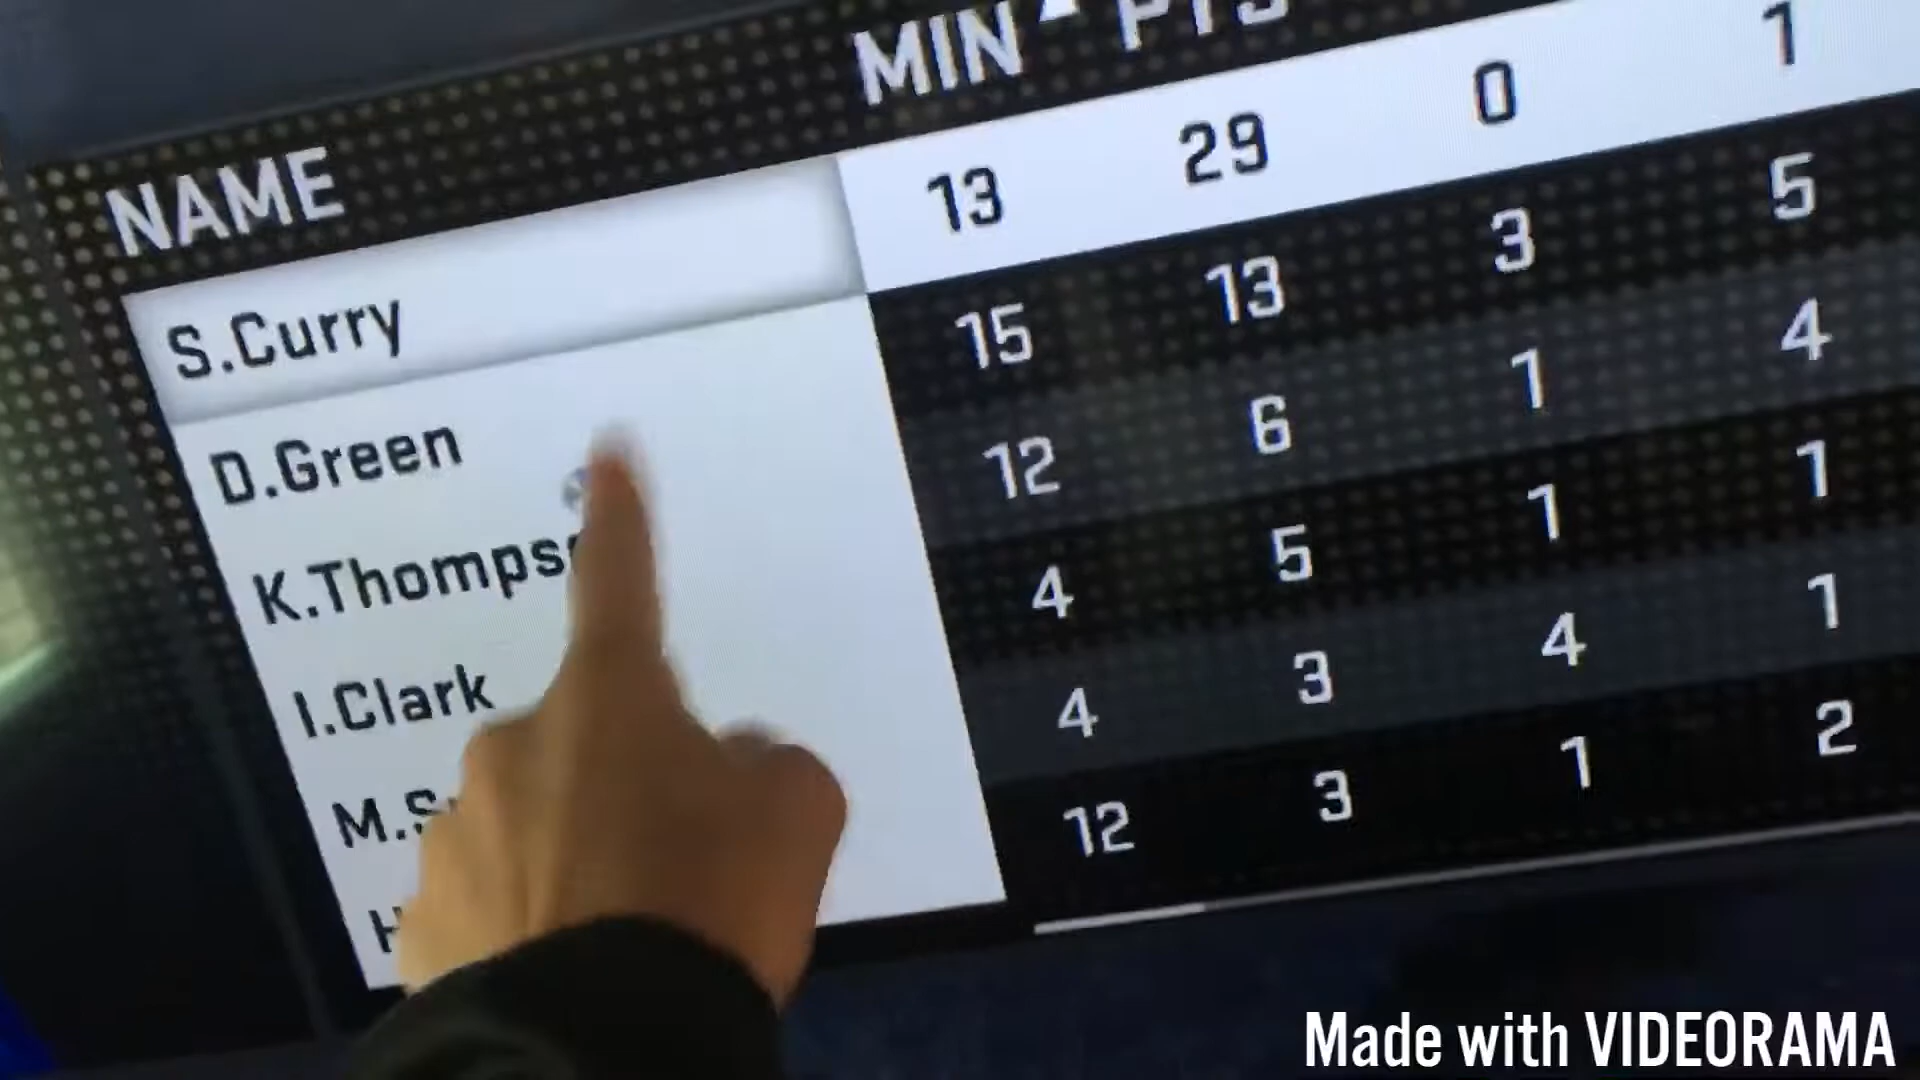 NAME MIN PTS
S.Curry 13 29 0 1
D.Green 15 13 3 5
K.Thomps 12 6 1 4
I.Clark 4 5 1 1
4 3 4 1
12 3 1 2
Made with VIDEORAMA